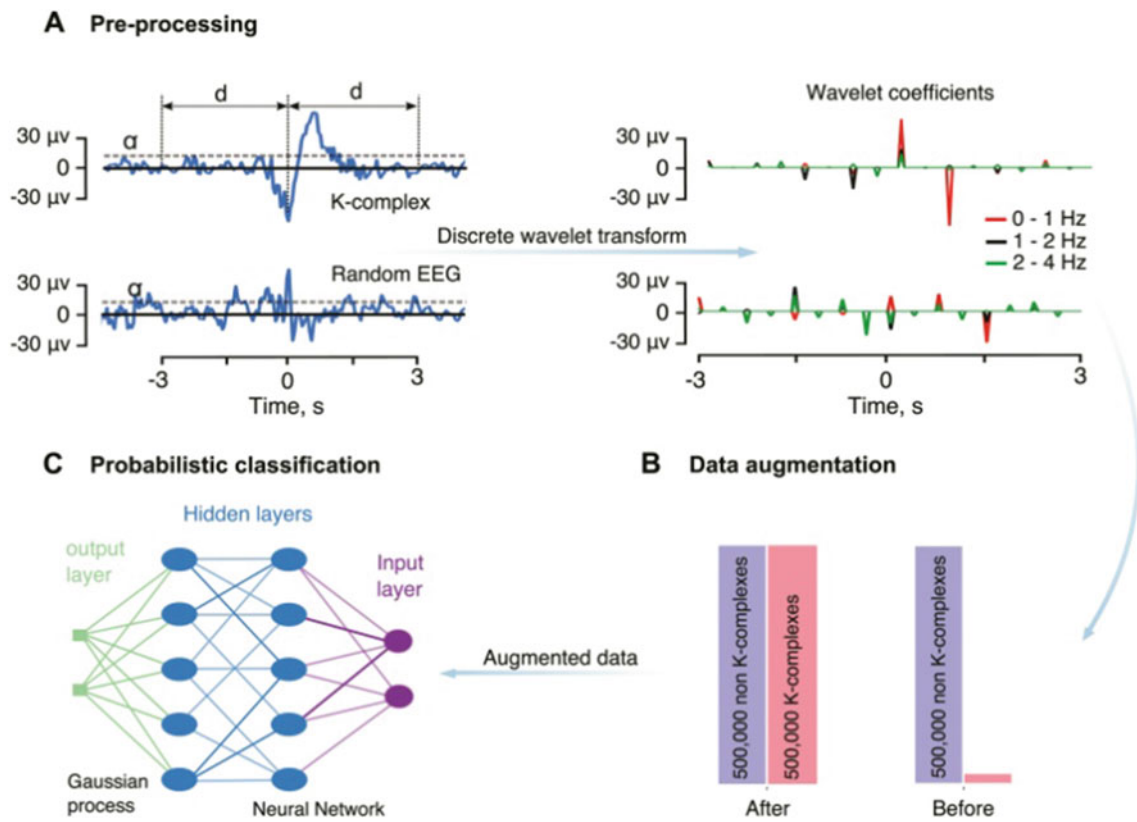 A Pre-processing
d d
30 μv
α
0
-30 μv
K-complex
30 μv
α
Random EEG
0
-30 μv
-3 0 3
Time, s
Discrete wavelet transform
Wavelet coefficients
30 μv
0
-30 μv
0 - 1 Hz
1 - 2 Hz
2 - 4 Hz
30 μv
0
-30 μv
-3 0 3
Time, s
C Probabilistic classification
Hidden layers
output
layer
Input
layer
Gaussian
process
Neural Network
Augmented data
B Data augmentation
500,000 non K-complexes
500,000 K-complexes
500,000 non K-complexes
After
Before